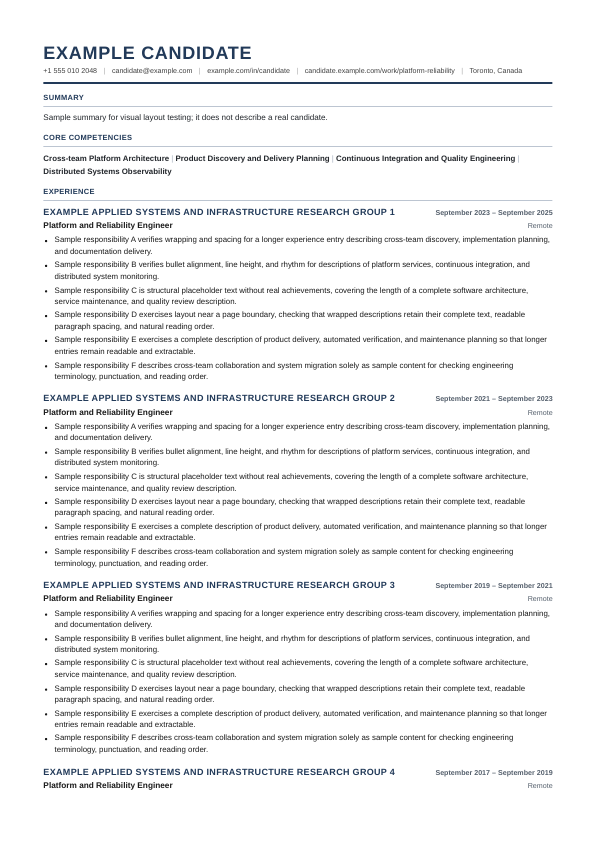 EXAMPLE CANDIDATE
+1 555 010 2048 | candidate@example.com | example.com/in/candidate | candidate.example.com/work/platform-reliability | Toronto, Canada
SUMMARY
Sample summary for visual layout testing; it does not describe a real candidate.
CORE COMPETENCIES
Cross-team Platform Architecture | Product Discovery and Delivery Planning | Continuous Integration and Quality Engineering |
Distributed Systems Observability
EXPERIENCE
EXAMPLE APPLIED SYSTEMS AND INFRASTRUCTURE RESEARCH GROUP 1 September 2023 – September 2025
Platform and Reliability Engineer Remote
• Sample responsibility A verifies wrapping and spacing for a longer experience entry describing cross-team discovery, implementation planning,
and documentation delivery.
• Sample responsibility B verifies bullet alignment, line height, and rhythm for descriptions of platform services, continuous integration, and
distributed system monitoring.
• Sample responsibility C is structural placeholder text without real achievements, covering the length of a complete software architecture,
service maintenance, and quality review description.
• Sample responsibility D exercises layout near a page boundary, checking that wrapped descriptions retain their complete text, readable
paragraph spacing, and natural reading order.
• Sample responsibility E exercises a complete description of product delivery, automated verification, and maintenance planning so that longer
entries remain readable and extractable.
• Sample responsibility F describes cross-team collaboration and system migration solely as sample content for checking engineering
terminology, punctuation, and reading order.
EXAMPLE APPLIED SYSTEMS AND INFRASTRUCTURE RESEARCH GROUP 2 September 2021 – September 2023
Platform and Reliability Engineer Remote
• Sample responsibility A verifies wrapping and spacing for a longer experience entry describing cross-team discovery, implementation planning,
and documentation delivery.
• Sample responsibility B verifies bullet alignment, line height, and rhythm for descriptions of platform services, continuous integration, and
distributed system monitoring.
• Sample responsibility C is structural placeholder text without real achievements, covering the length of a complete software architecture,
service maintenance, and quality review description.
• Sample responsibility D exercises layout near a page boundary, checking that wrapped descriptions retain their complete text, readable
paragraph spacing, and natural reading order.
• Sample responsibility E exercises a complete description of product delivery, automated verification, and maintenance planning so that longer
entries remain readable and extractable.
• Sample responsibility F describes cross-team collaboration and system migration solely as sample content for checking engineering
terminology, punctuation, and reading order.
EXAMPLE APPLIED SYSTEMS AND INFRASTRUCTURE RESEARCH GROUP 3 September 2019 – September 2021
Platform and Reliability Engineer Remote
• Sample responsibility A verifies wrapping and spacing for a longer experience entry describing cross-team discovery, implementation planning,
and documentation delivery.
• Sample responsibility B verifies bullet alignment, line height, and rhythm for descriptions of platform services, continuous integration, and
distributed system monitoring.
• Sample responsibility C is structural placeholder text without real achievements, covering the length of a complete software architecture,
service maintenance, and quality review description.
• Sample responsibility D exercises layout near a page boundary, checking that wrapped descriptions retain their complete text, readable
paragraph spacing, and natural reading order.
• Sample responsibility E exercises a complete description of product delivery, automated verification, and maintenance planning so that longer
entries remain readable and extractable.
• Sample responsibility F describes cross-team collaboration and system migration solely as sample content for checking engineering
terminology, punctuation, and reading order.
EXAMPLE APPLIED SYSTEMS AND INFRASTRUCTURE RESEARCH GROUP 4 September 2017 – September 2019
Platform and Reliability Engineer Remote